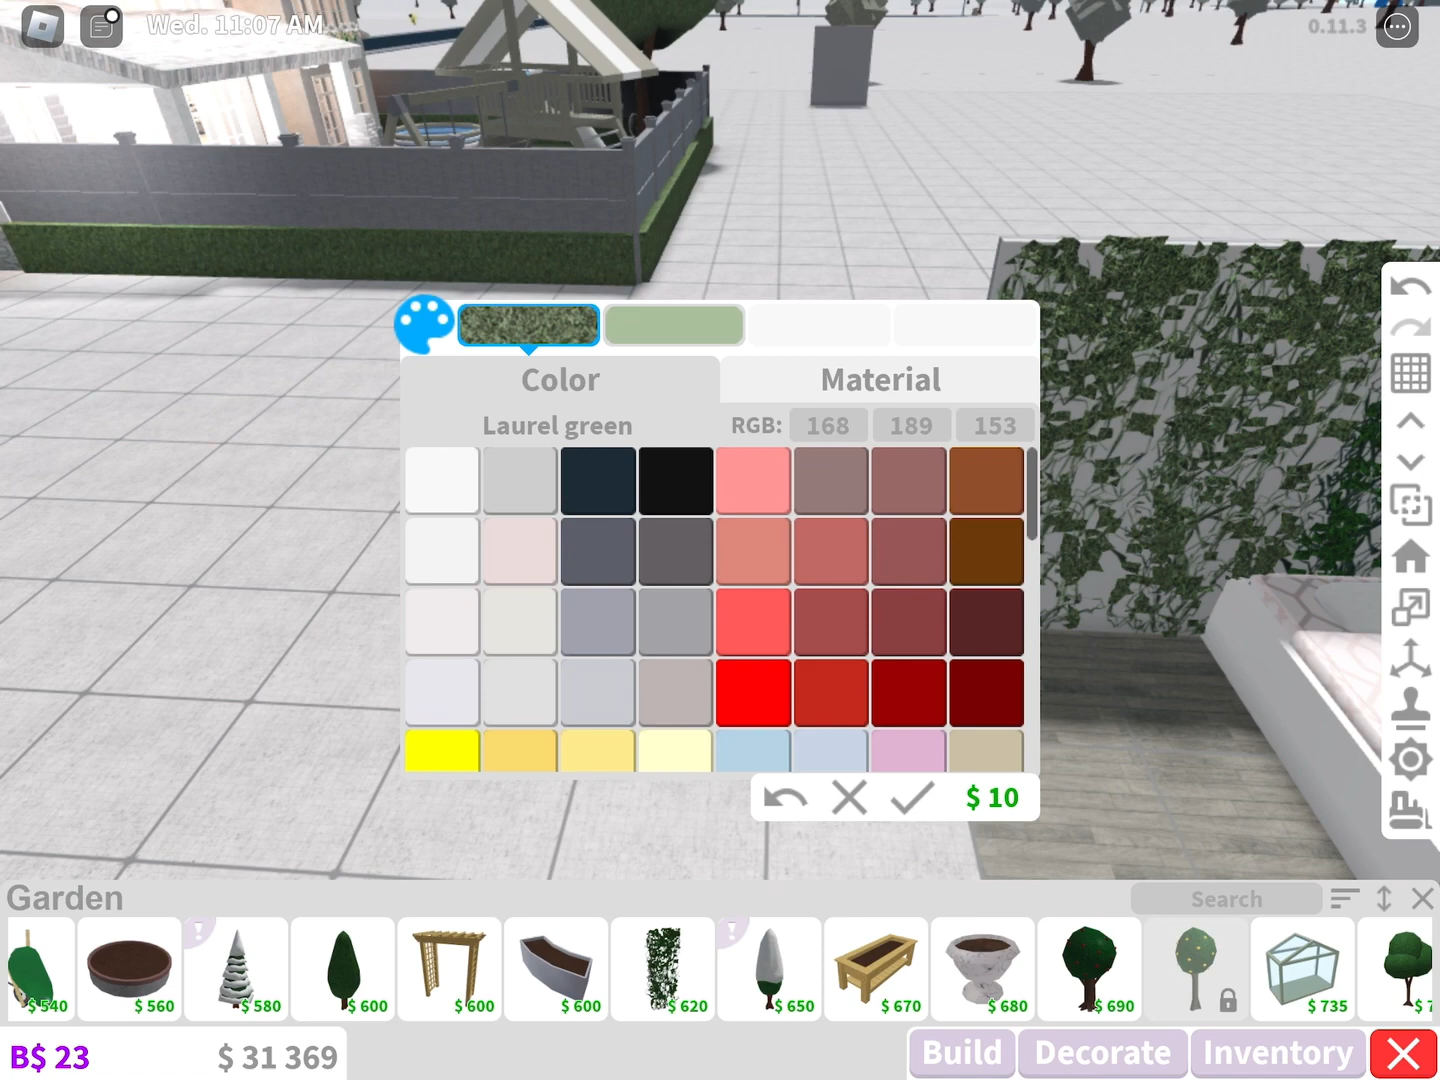 Wed. 11:07 AM
0.11.3
Color
Material
Laurel green
RGB: 168 189 153
$ 10
Garden
Search
$ 540
$ 560
$ 580
$ 600
$ 600
$ 600
$ 620
$ 650
$ 670
$ 680
$ 690
$ 735
B$ 23
$ 31 369
Build
Decorate
Inventory